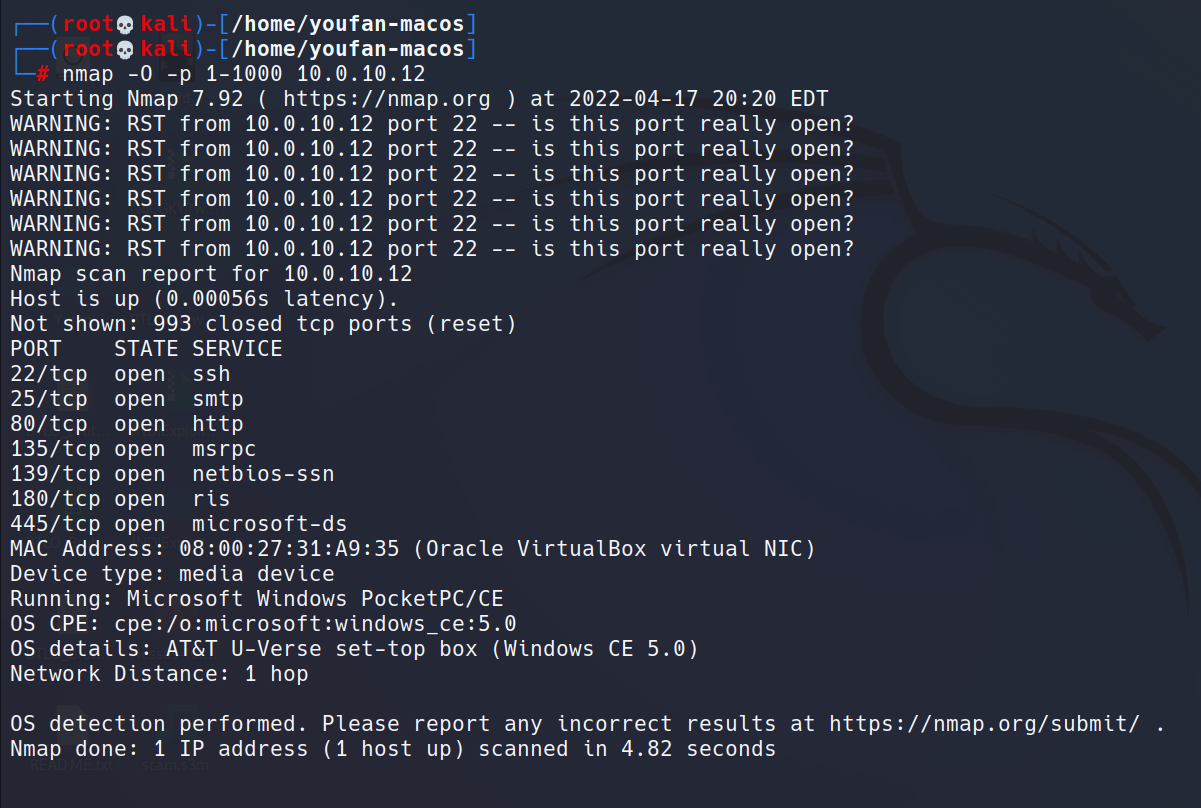 ┌──(root💀kali)-[/home/youfan-macos]
┌──(root💀kali)-[/home/youfan-macos]
└─# nmap -O -p 1-1000 10.0.10.12
Starting Nmap 7.92 ( https://nmap.org ) at 2022-04-17 20:20 EDT
WARNING: RST from 10.0.10.12 port 22 -- is this port really open?
WARNING: RST from 10.0.10.12 port 22 -- is this port really open?
WARNING: RST from 10.0.10.12 port 22 -- is this port really open?
WARNING: RST from 10.0.10.12 port 22 -- is this port really open?
WARNING: RST from 10.0.10.12 port 22 -- is this port really open?
WARNING: RST from 10.0.10.12 port 22 -- is this port really open?
Nmap scan report for 10.0.10.12
Host is up (0.00056s latency).
Not shown: 993 closed tcp ports (reset)
PORT    STATE SERVICE
22/tcp  open  ssh
25/tcp  open  smtp
80/tcp  open  http
135/tcp open  msrpc
139/tcp open  netbios-ssn
180/tcp open  ris
445/tcp open  microsoft-ds
MAC Address: 08:00:27:31:A9:35 (Oracle VirtualBox virtual NIC)
Device type: media device
Running: Microsoft Windows PocketPC/CE
OS CPE: cpe:/o:microsoft:windows_ce:5.0
OS details: AT&T U-Verse set-top box (Windows CE 5.0)
Network Distance: 1 hop

OS detection performed. Please report any incorrect results at https://nmap.org/submit/ .
Nmap done: 1 IP address (1 host up) scanned in 4.82 seconds